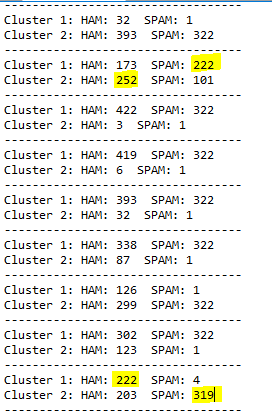 ----------------------------------
Cluster 1: HAM: 32 SPAM: 1
Cluster 2: HAM: 393 SPAM: 322
----------------------------------
Cluster 1: HAM: 173 SPAM: 222
Cluster 2: HAM: 252 SPAM: 101
----------------------------------
Cluster 1: HAM: 422 SPAM: 322
Cluster 2: HAM: 3 SPAM: 1
----------------------------------
Cluster 1: HAM: 419 SPAM: 322
Cluster 2: HAM: 6 SPAM: 1
----------------------------------
Cluster 1: HAM: 393 SPAM: 322
Cluster 2: HAM: 32 SPAM: 1
----------------------------------
Cluster 1: HAM: 338 SPAM: 322
Cluster 2: HAM: 87 SPAM: 1
----------------------------------
Cluster 1: HAM: 126 SPAM: 1
Cluster 2: HAM: 299 SPAM: 322
----------------------------------
Cluster 1: HAM: 302 SPAM: 322
Cluster 2: HAM: 123 SPAM: 1
----------------------------------
Cluster 1: HAM: 222 SPAM: 4
Cluster 2: HAM: 203 SPAM: 319
----------------------------------